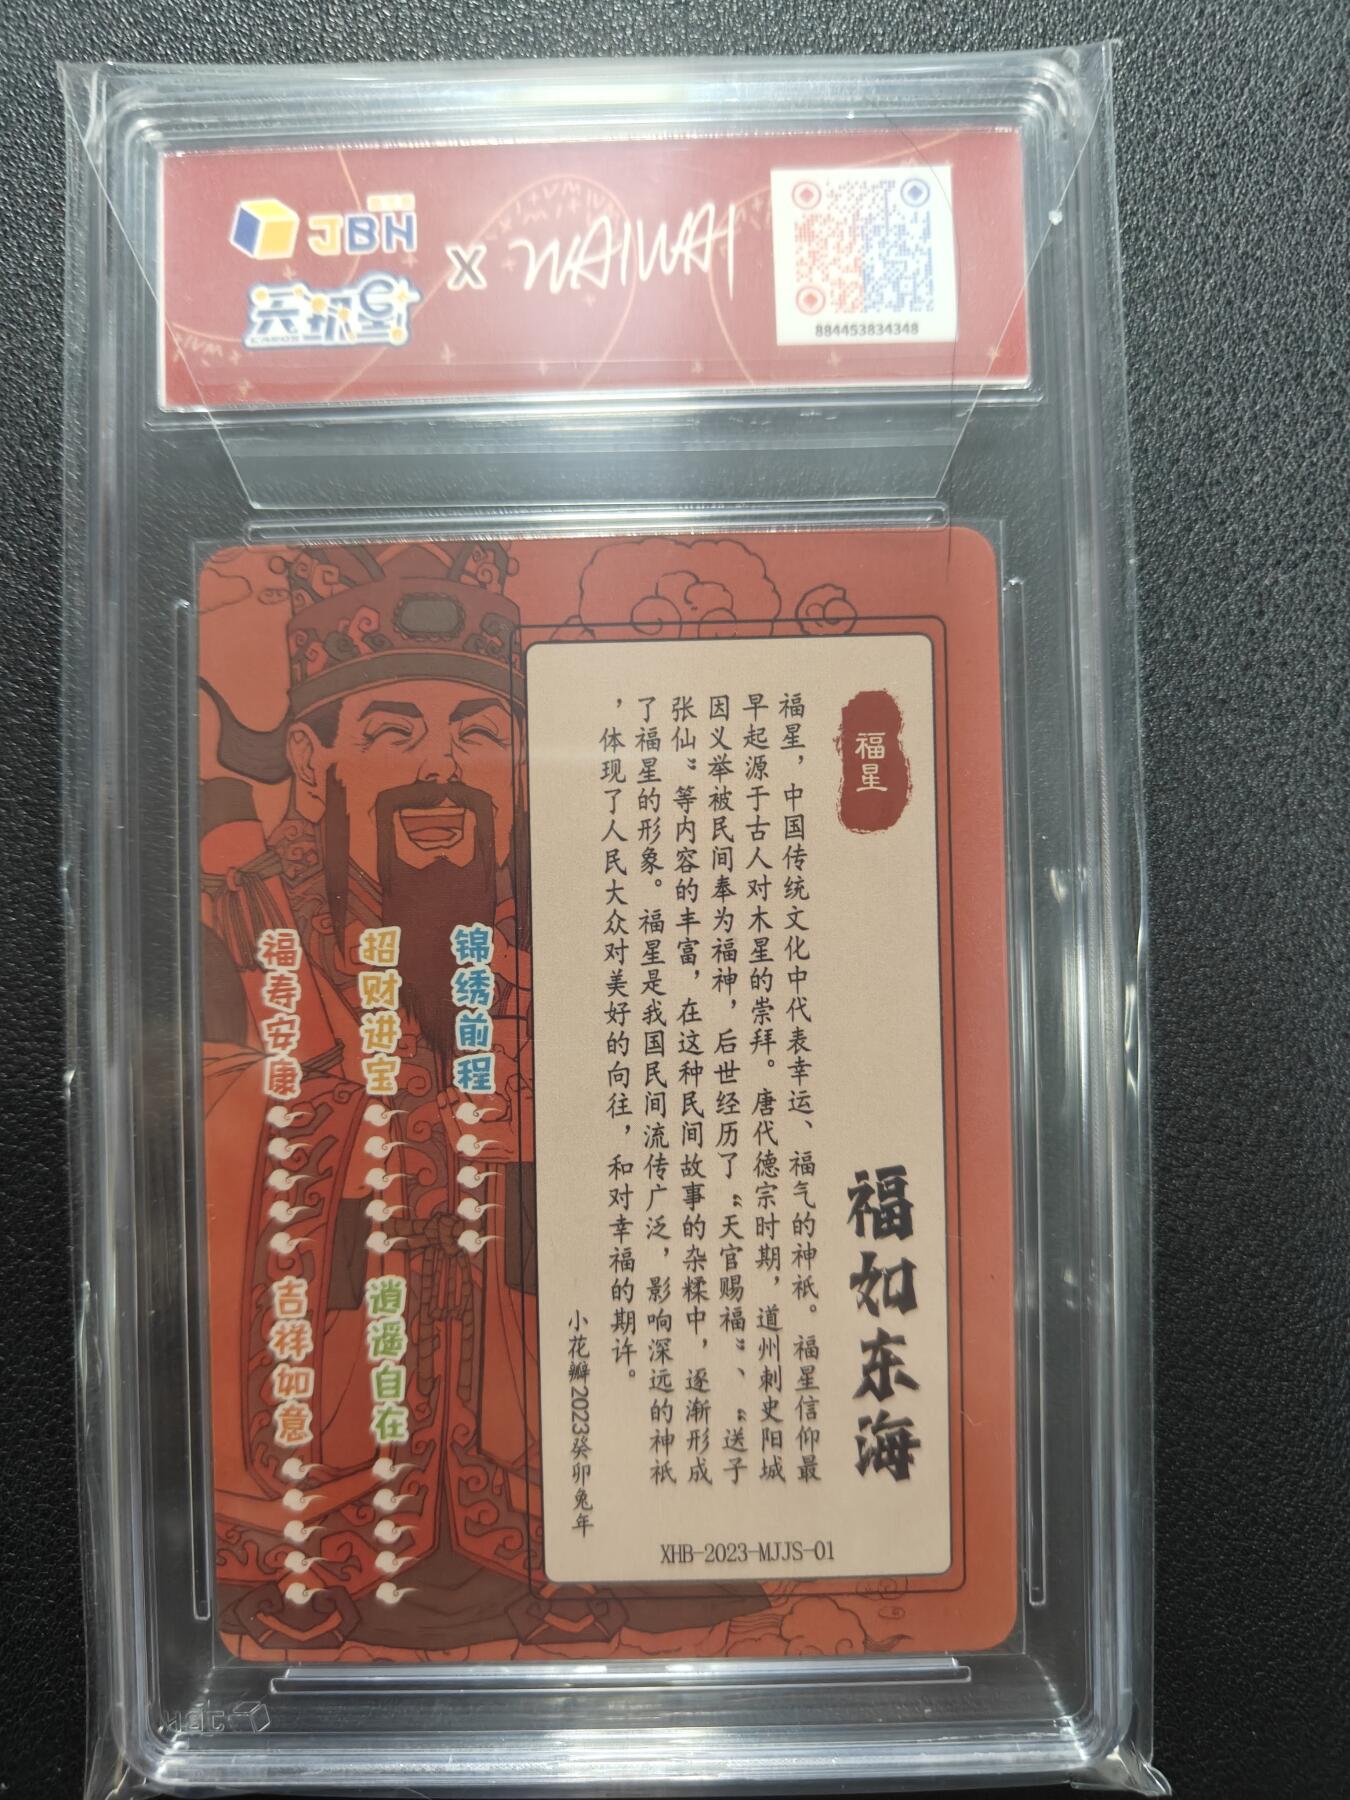 JBH
天机星
CARDS
X
WAIWAI
884453834348
福星
福如东海
福星，中国传统文化中代表幸运、福气的神祇。福星信仰最
早起源于古人对木星的崇拜。唐代德宗时期，道州刺史阳城
因义举被民间奉为福神，后世经历了“天官赐福”、“送子
张仙”等内容的丰富，在这种民间故事的杂糅中，逐渐形成
了福星的形象。福星是我国民间流传广泛，影响深远的神祇
，体现了人民大众对美好的向往，和对幸福的期许。
小花瓣2023癸卯兔年
XHB-2023-MJJS-01
锦绣前程
招财进宝
逍遥自在
福寿安康
吉祥如意